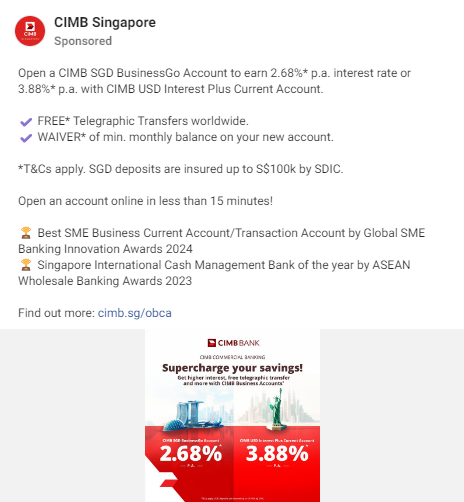 CIMB Singapore
Sponsored
Open a CIMB SGD BusinessGo Account to earn 2.68%* p.a. interest rate or
3.88%* p.a. with CIMB USD Interest Plus Current Account.
FREE* Telegraphic Transfers worldwide.
WAIVER* of min. monthly balance on your new account.
*T&Cs apply. SGD deposits are insured up to S$100k by SDIC.
Open an account online in less than 15 minutes!
Best SME Business Current Account/Transaction Account by Global SME
Banking Innovation Awards 2024
Singapore International Cash Management Bank of the year by ASEAN
Wholesale Banking Awards 2023
Find out more: cimb.sg/obca
CIMB BANK
CIMB COMMERCIAL BANKING
Supercharge your savings!
Get higher interest, free telegraphic transfer
and more with CIMB Business Accounts*
CIMB SGD BusinessGo Account
2.68%*
P.A.
CIMB USD Interest Plus Current Account
3.88%*
P.A.